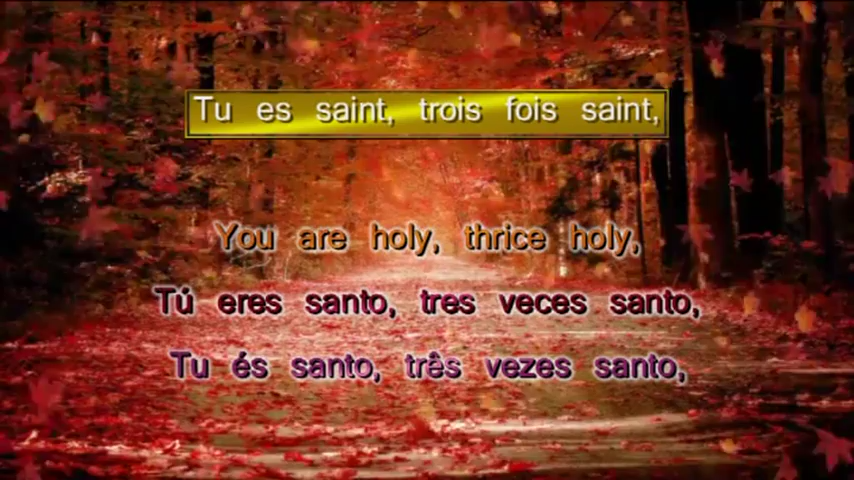 Tu es saint, trois fois saint,
You are holy, thrice holy,
Tú eres santo, tres veces santo,
Tu és santo, três vezes santo,